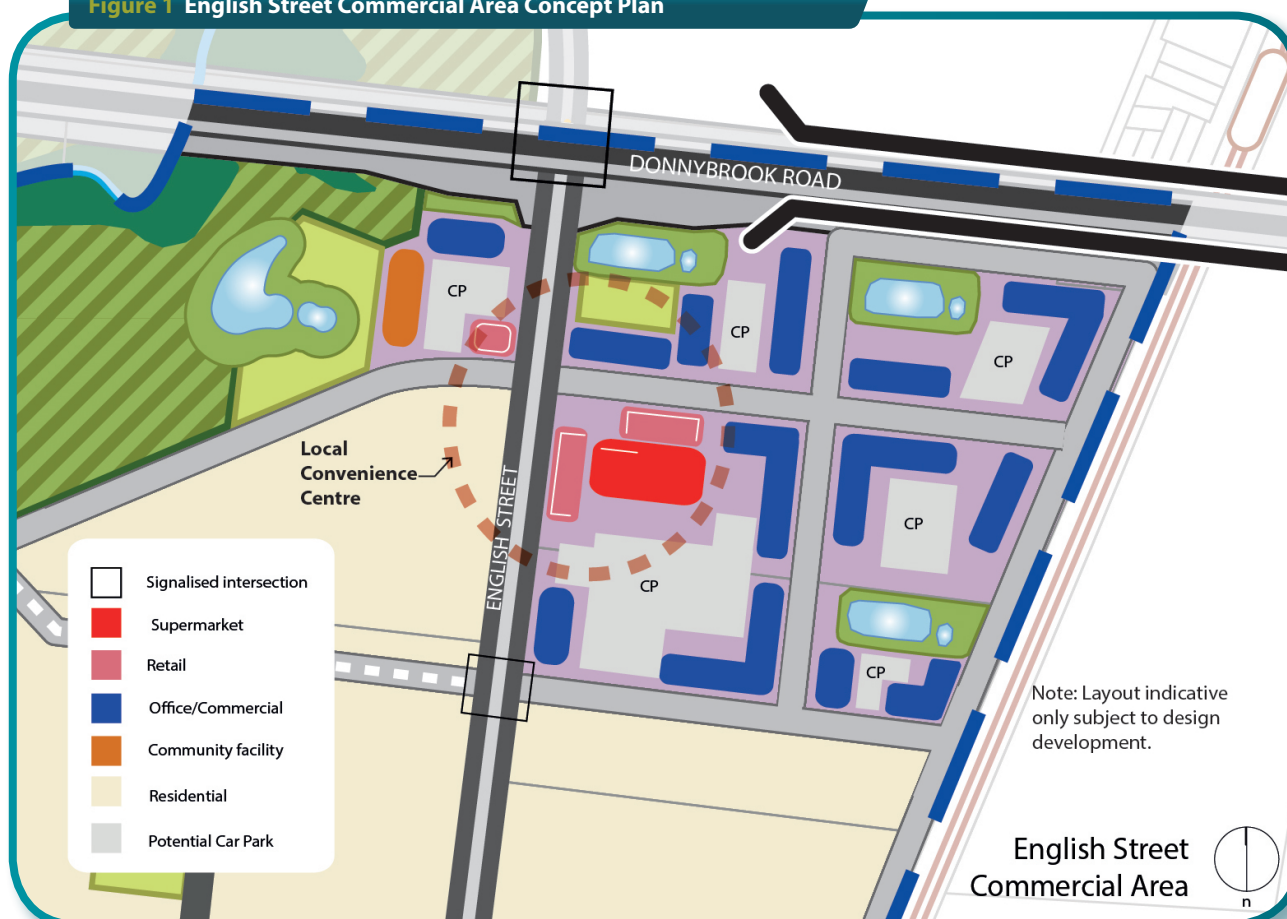 Figure 1 English Street Commercial Area Concept Plan
DONNYBROOK ROAD
CP
CP
CP
Local
Convenience
Centre
ENGLISH STREET
CP
CP
CP
Signalised intersection
Supermarket
Retail
Office/Commercial
Community facility
Residential
Potential Car Park
Note: Layout indicative
only subject to design
development.
English Street
Commercial Area
n